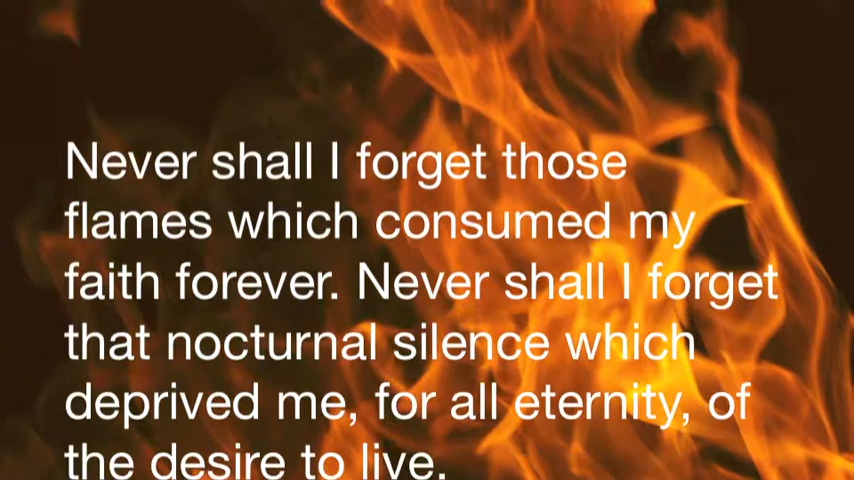 Never shall I forget those
flames which consumed my
faith forever. Never shall I forget
that nocturnal silence which
deprived me, for all eternity, of
the desire to live.